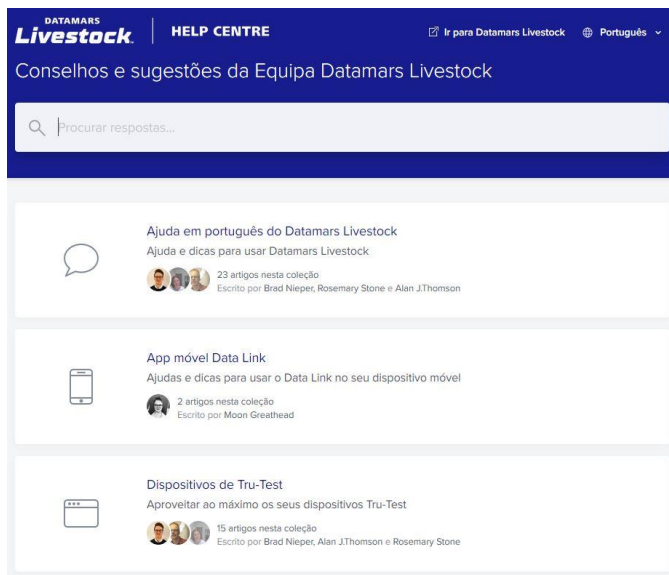 DATAMARS
Livestock. HELP CENTRE Ir para Datamars Livestock Português
Conselhos e sugestões da Equipa Datamars Livestock
Procurar respostas...
Ajuda em português do Datamars Livestock
Ajuda e dicas para usar Datamars Livestock
23 artigos nesta coleção
Escrito por Brad Nieper, Rosemary Stone e Alan J.Thomson
App móvel Data Link
Ajudas e dicas para usar o Data Link no seu dispositivo móvel
2 artigos nesta coleção
Escrito por Moon Greathead
Dispositivos de Tru-Test
Aproveitar ao máximo os seus dispositivos Tru-Test
15 artigos nesta coleção
Escrito por Brad Nieper, Alan J.Thomson e Rosemary Stone